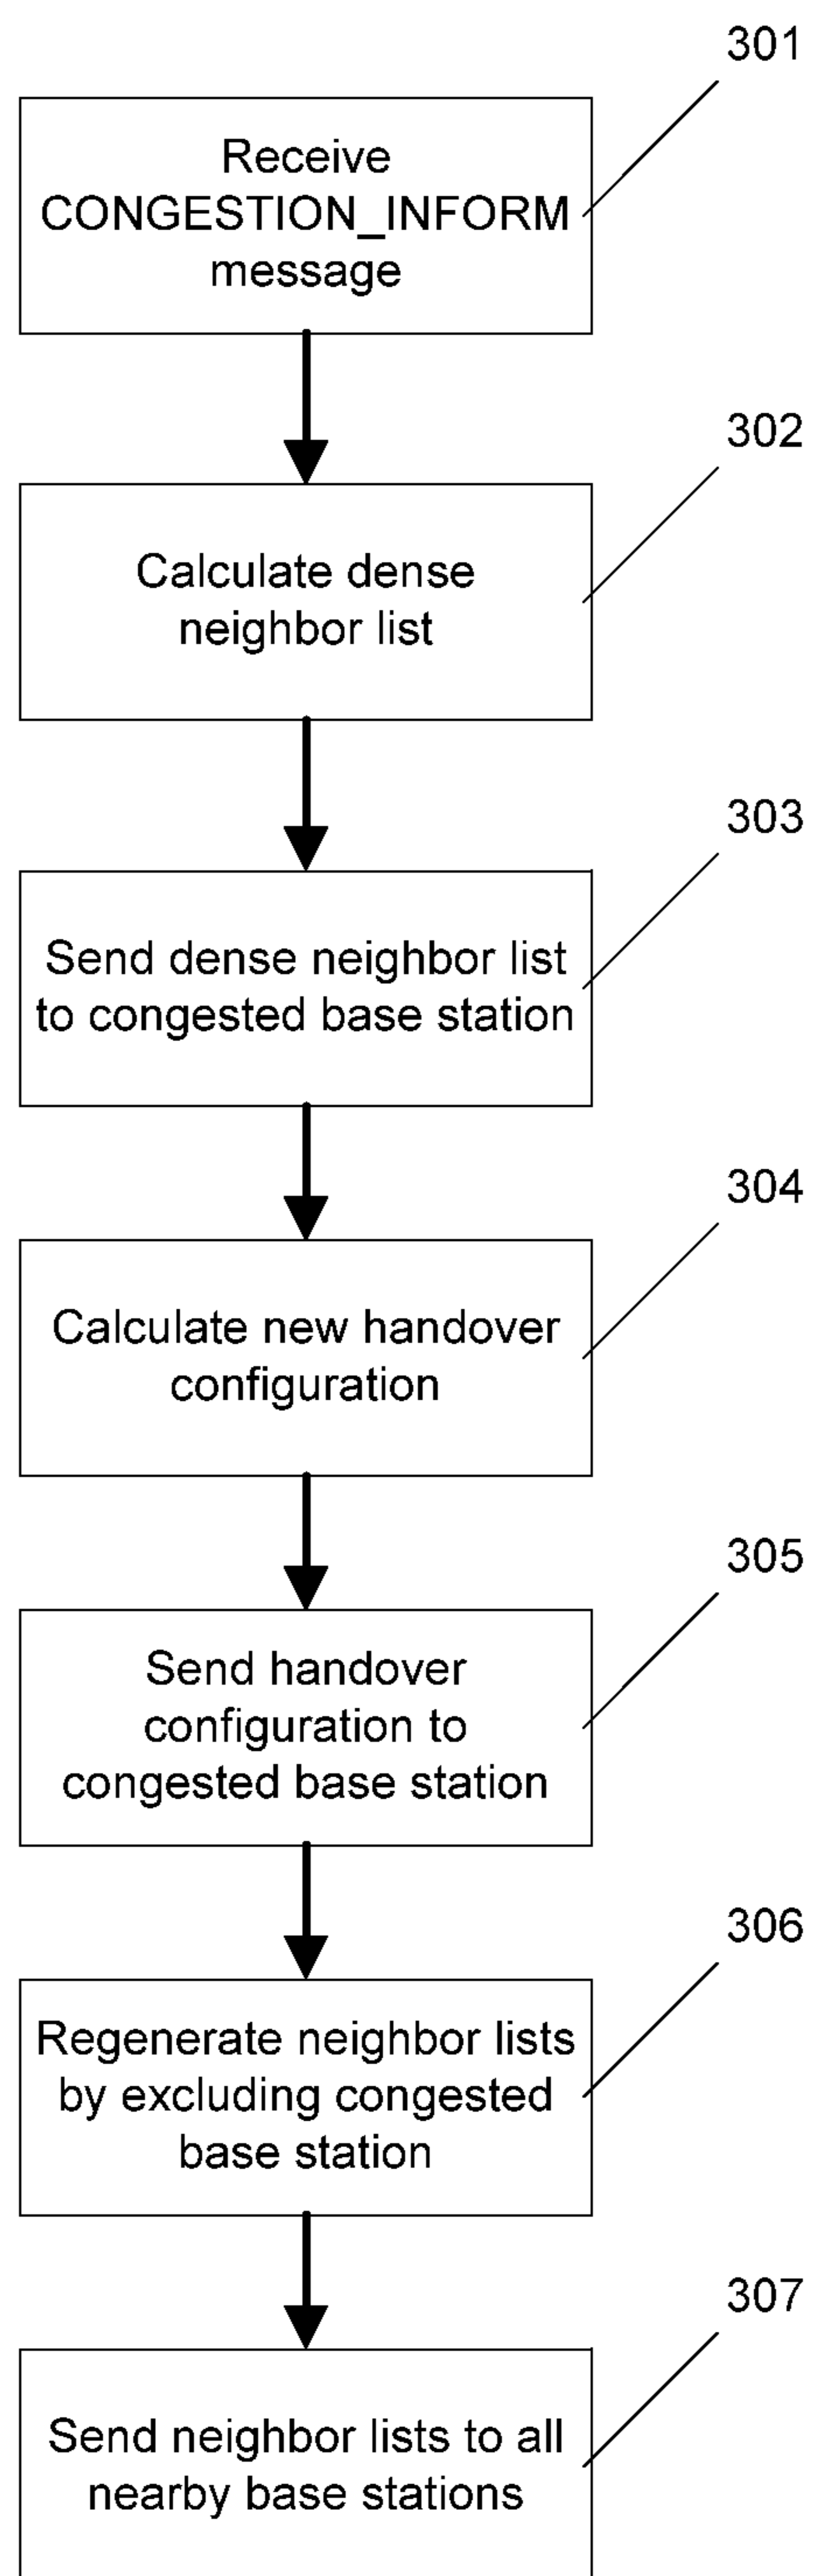 301
Receive
CONGESTION_INFORM
message
302
Calculate dense
neighbor list
303
Send dense neighbor list
to congested base station
304
Calculate new handover
configuration
305
Send handover
configuration to
congested base station
306
Regenerate neighbor lists
by excluding congested
base station
307
Send neighbor lists to all
nearby base stations